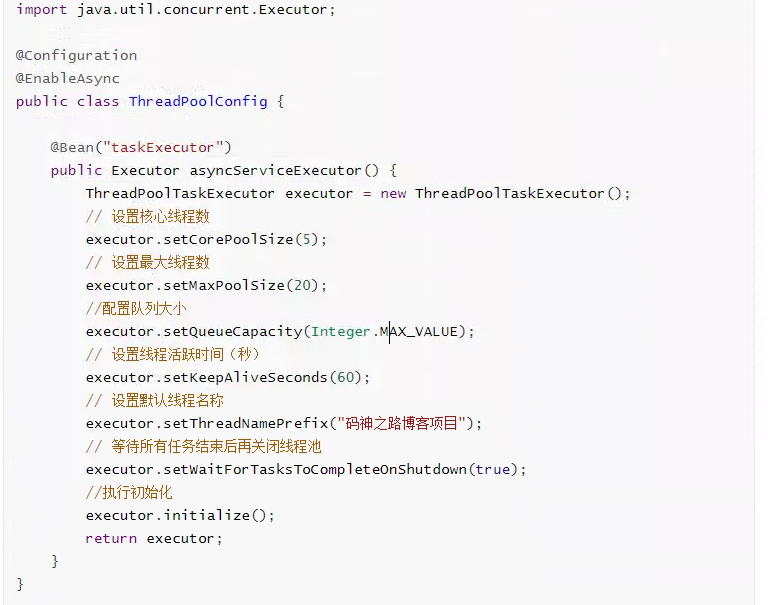 import java.util.concurrent.Executor;
@Configuration
@EnableAsync
public class ThreadPoolConfig {
@Bean("taskExecutor")
public Executor asyncServiceExecutor() {
ThreadPoolTaskExecutor executor = new ThreadPoolTaskExecutor();
// 设置核心线程数
executor.setCorePoolSize(5);
// 设置最大线程数
executor.setMaxPoolSize(20);
//配置队列大小
executor.setQueueCapacity(Integer.MAX_VALUE);
// 设置线程活跃时间（秒）
executor.setKeepAliveSeconds(60);
// 设置默认线程名称
executor.setThreadNamePrefix("码神之路博客项目");
// 等待所有任务结束后再关闭线程池
executor.setWaitForTasksToCompleteOnShutdown(true);
//执行初始化
executor.initialize();
return executor;
}
}